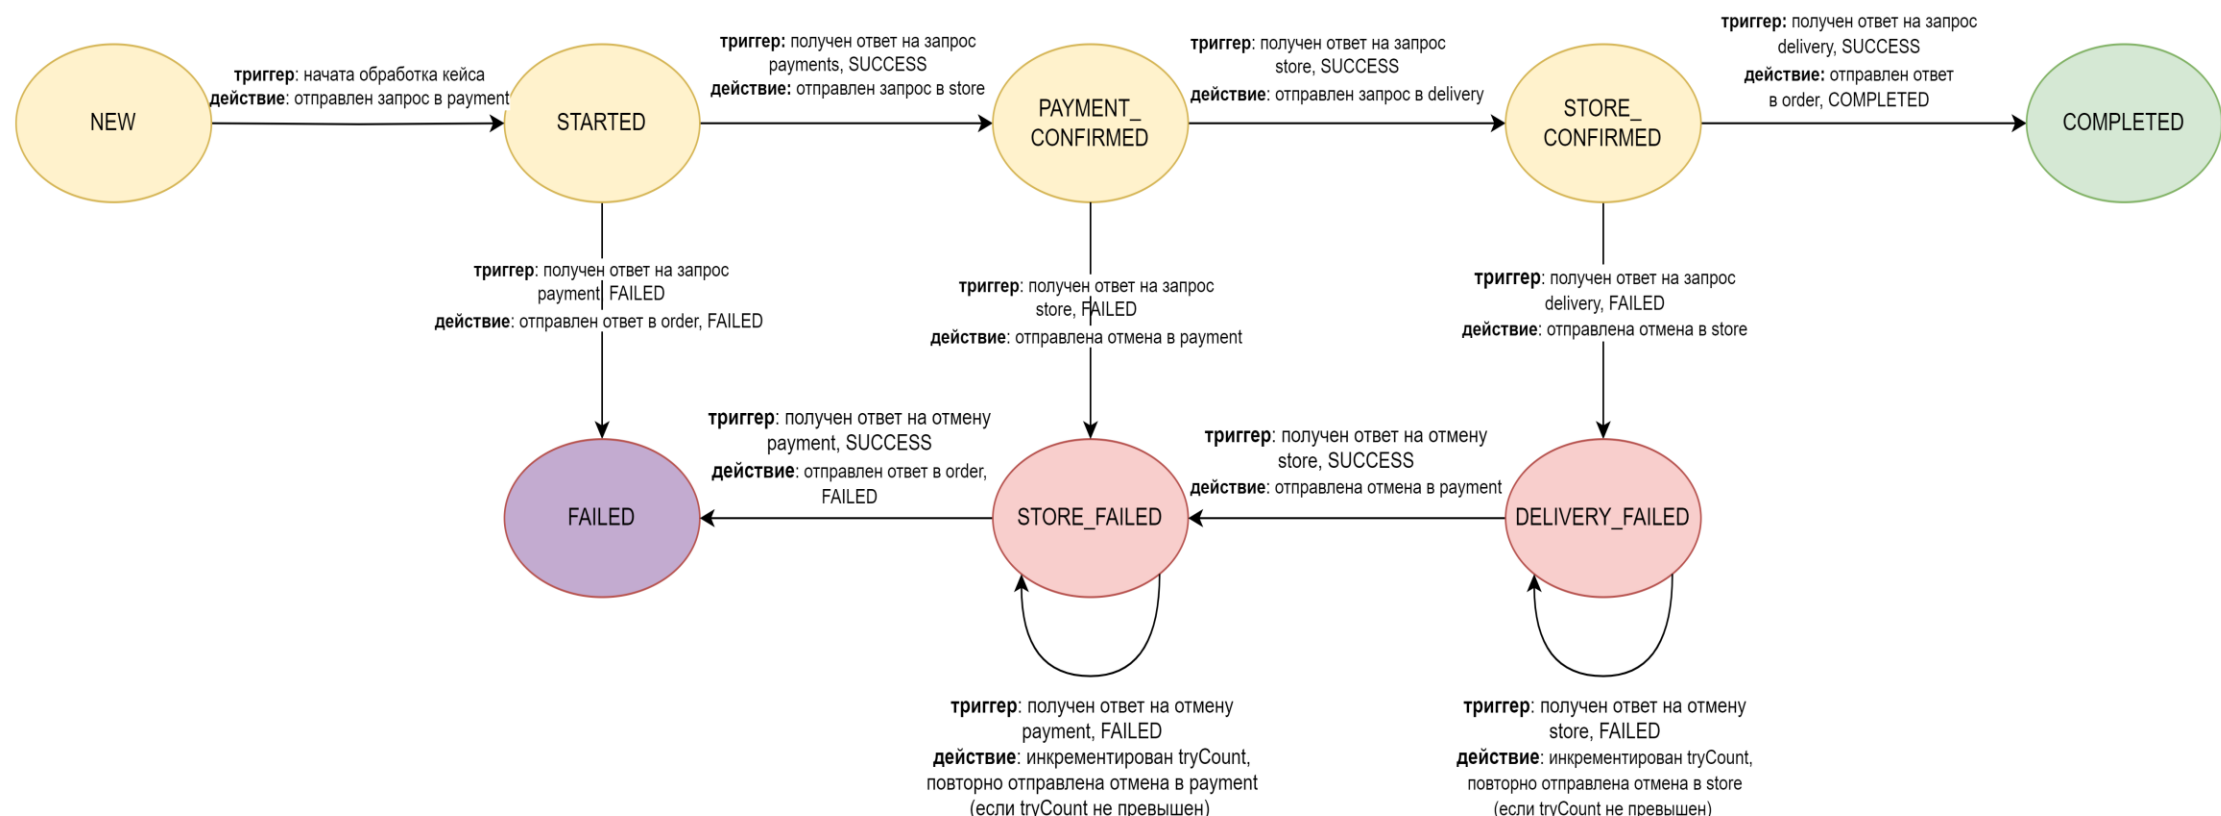 NEW
триггер: начата обработка кейса
действие: отправлен запрос в payment
STARTED
триггер: получен ответ на запрос
payments, SUCCESS
действие: отправлен запрос в store
PAYMENT_
CONFIRMED
триггер: получен ответ на запрос
store, SUCCESS
действие: отправлен запрос в delivery
STORE_
CONFIRMED
триггер: получен ответ на запрос
delivery, SUCCESS
действие: отправлен ответ
в order, COMPLETED
COMPLETED
триггер: получен ответ на запрос
payment, FAILED
действие: отправлен ответ в order, FAILED
триггер: получен ответ на запрос
store, FAILED
действие: отправлена отмена в payment
триггер: получен ответ на запрос
delivery, FAILED
действие: отправлена отмена в store
FAILED
триггер: получен ответ на отмену
payment, SUCCESS
действие: отправлен ответ в order,
FAILED
STORE_FAILED
триггер: получен ответ на отмену
store, SUCCESS
действие: отправлена отмена в payment
DELIVERY_FAILED
триггер: получен ответ на отмену
payment, FAILED
действие: инкрементирован tryCount,
повторно отправлена отмена в payment
(если tryCount не превышен)
триггер: получен ответ на отмену
store, FAILED
действие: инкрементирован tryCount,
повторно отправлена отмена в store
(если tryCount не превышен)